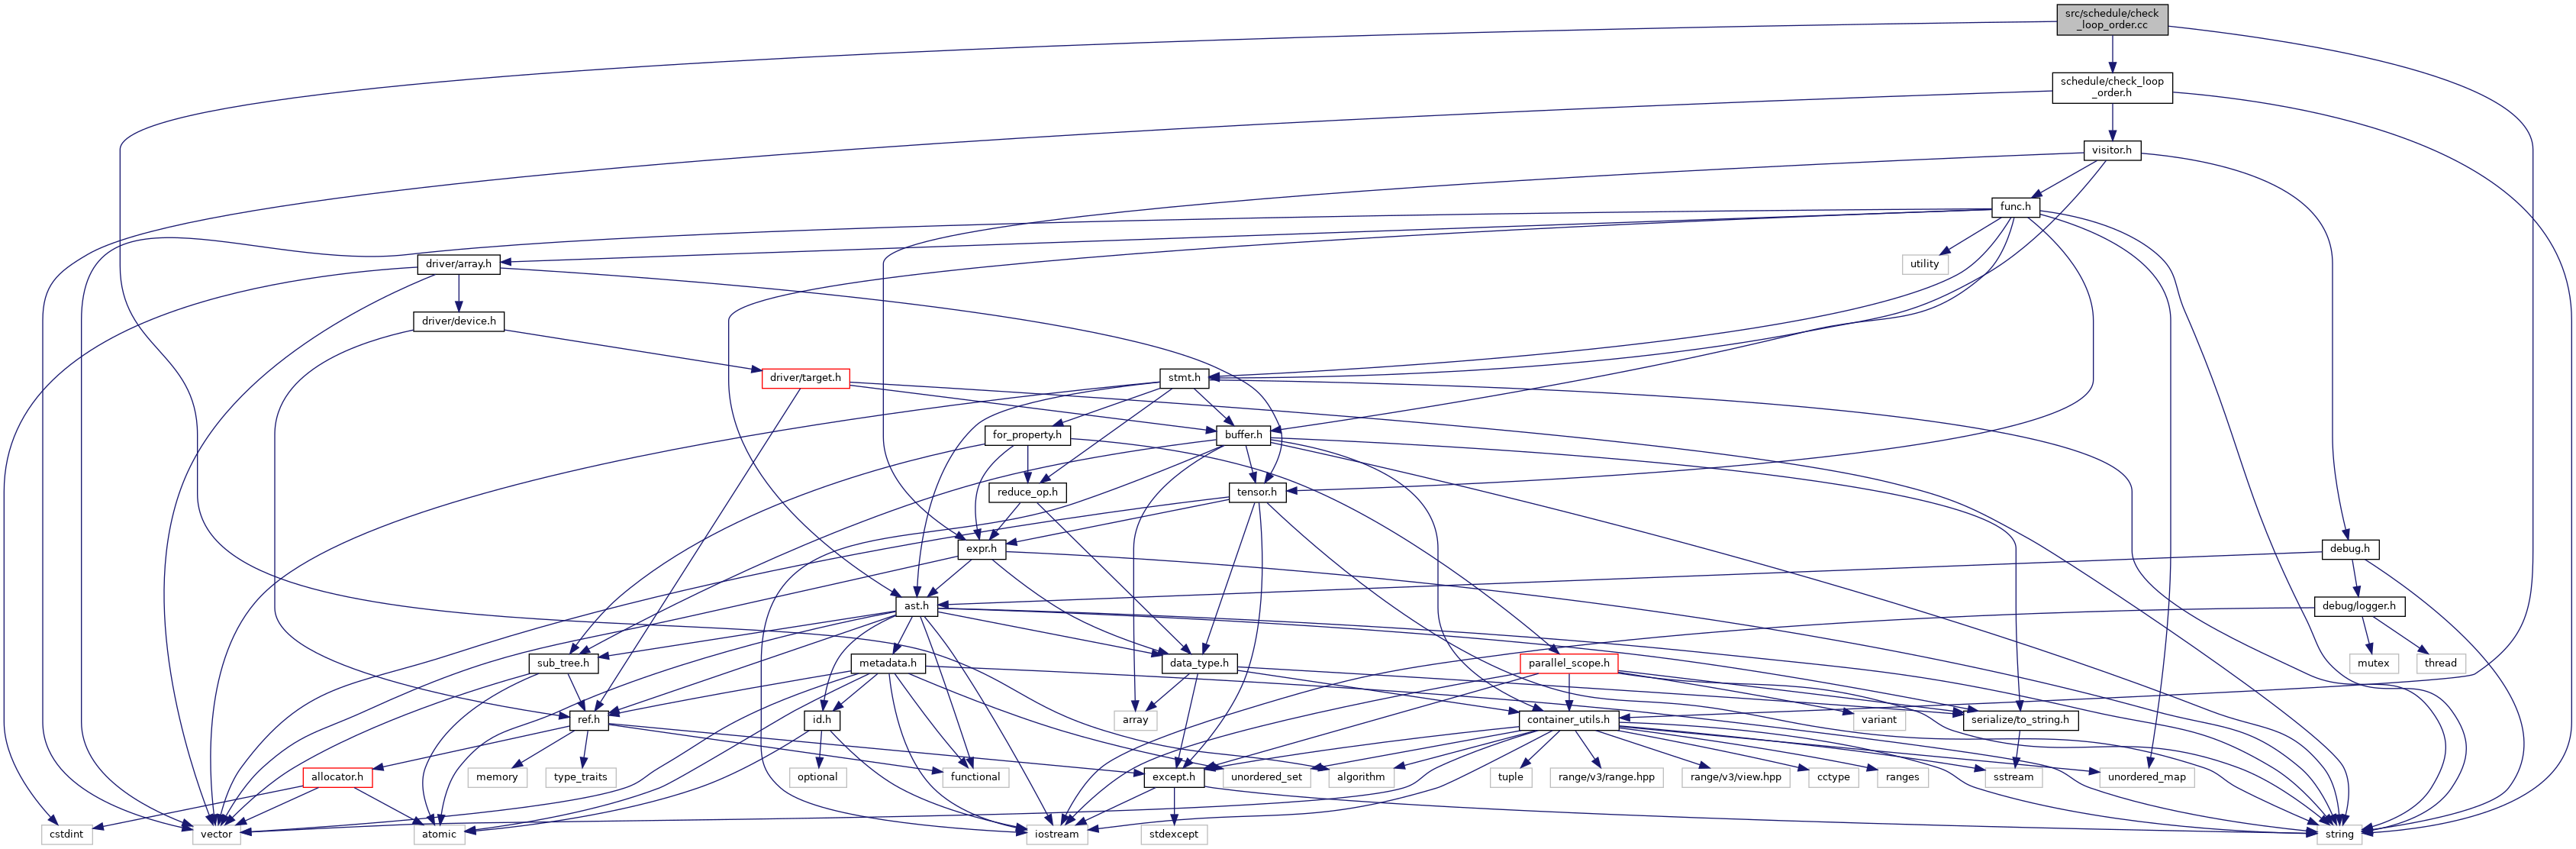 src/schedule/check
_loop_order.cc
schedule/check_loop
_order.h
visitor.h
func.h
utility
driver/array.h
driver/device.h
driver/target.h
stmt.h
for_property.h
buffer.h
reduce_op.h
tensor.h
expr.h
debug.h
ast.h
debug/logger.h
sub_tree.h
metadata.h
data_type.h
parallel_scope.h
mutex
thread
ref.h
id.h
array
container_utils.h
variant
serialize/to_string.h
allocator.h
memory
type_traits
optional
functional
except.h
unordered_set
algorithm
tuple
range/v3/range.hpp
range/v3/view.hpp
cctype
ranges
sstream
unordered_map
cstdint
vector
atomic
iostream
stdexcept
string